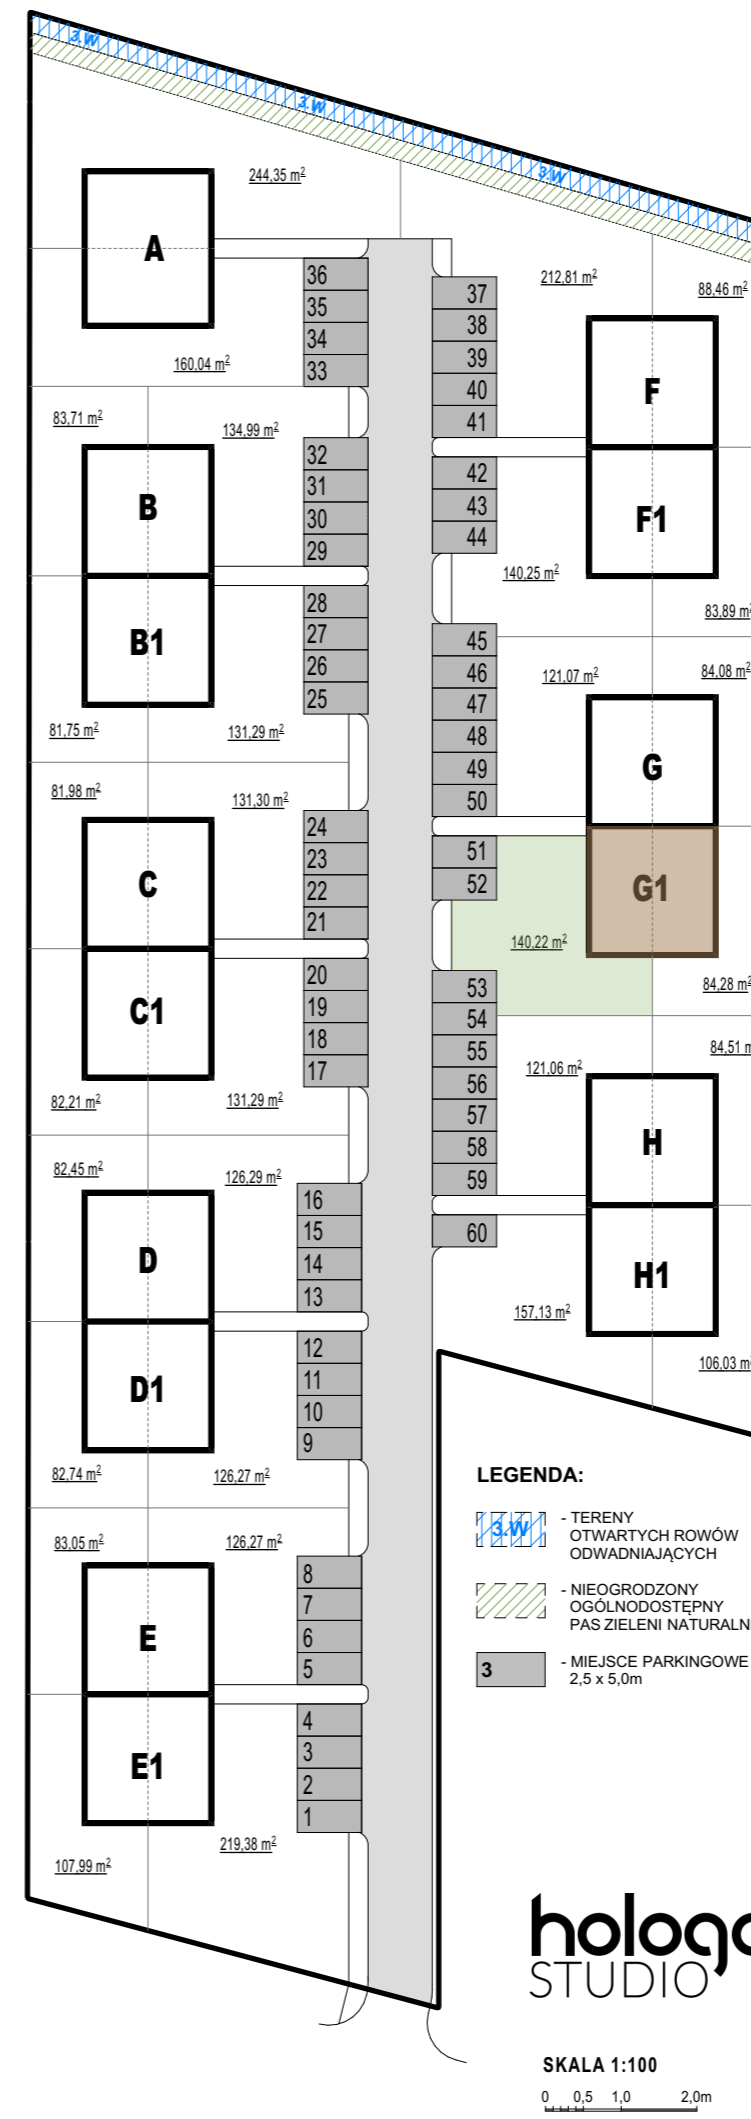 3.W
3.W
3.W
244,35 m²
A
36
35
34
33
160,04 m²
37
38
39
40
41
212,81 m²
88,46 m²
F
83,71 m²
134,99 m²
B
32
31
30
29
42
43
44
F1
140,25 m²
83,89 m²
B1
28
27
26
25
81,75 m²
131,29 m²
45
46
47
48
49
50
121,07 m²
84,08 m²
G
81,98 m²
131,30 m²
C
24
23
22
21
51
52
G1
140,22 m²
84,28 m²
C1
20
19
18
17
82,21 m²
131,29 m²
53
54
55
56
57
58
59
121,06 m²
84,51 m
H
82,45 m²
126,29 m²
D
16
15
14
13
60
H1
157,13 m²
106,03 m²
D1
12
11
10
9
82,74 m²
126,27 m²
83,05 m²
126,27 m²
E
8
7
6
5
E1
4
3
2
1
219,38 m²
107,99 m²
LEGENDA:
3.W
- TERENY
OTWARTYCH ROWÓW
ODWADNIAJĄCYCH
- NIEOGRODZONY
OGÓLNODOSTĘPNY
PAS ZIELENI NATURALN
3
- MIEJSCE PARKINGOWE
2,5 x 5,0m
STUDIO
SKALA 1:100
0 0,5 1,0 2,0m